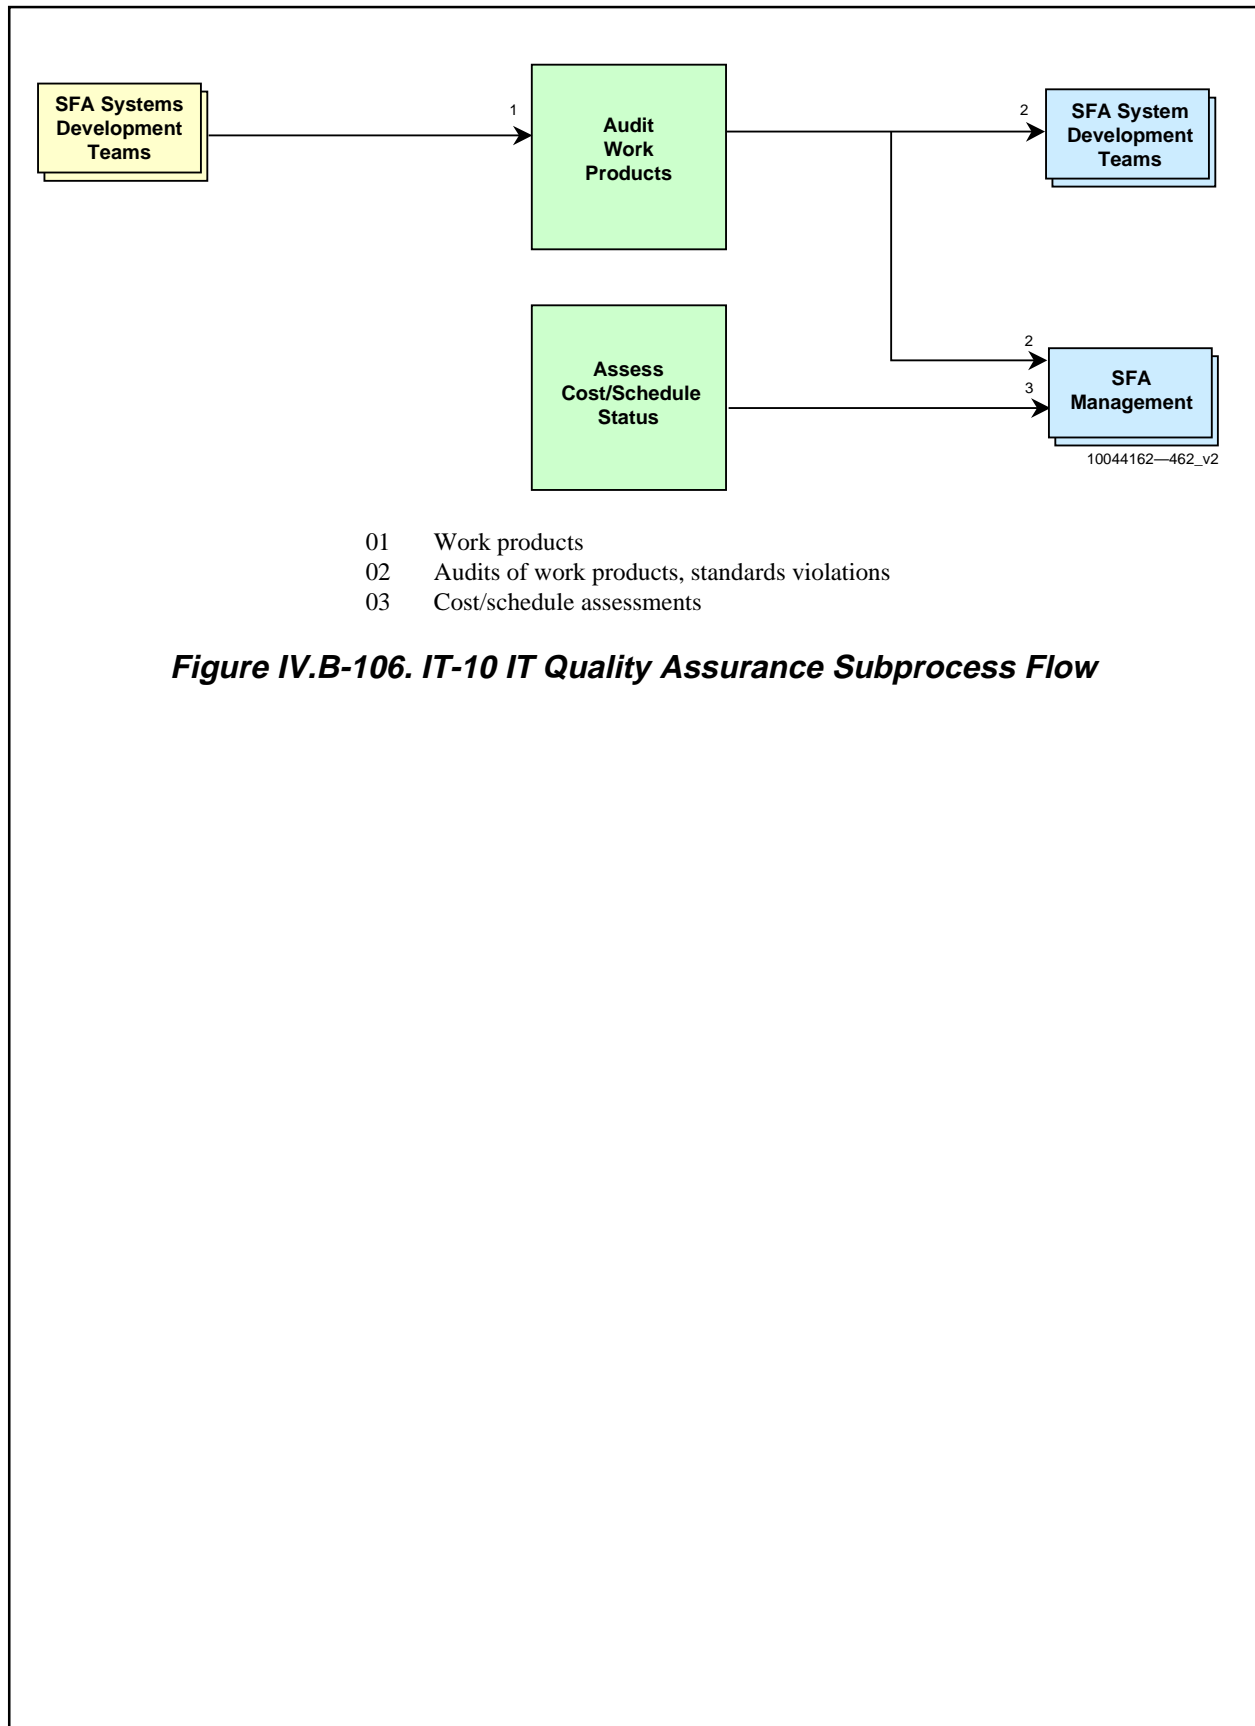 SFA Systems
Development
Teams
1
Audit
Work
Products
2
SFA System
Development
Teams
Assess
Cost/Schedule
Status
2
3
SFA
Management
10044162—462_v2
01 Work products
02 Audits of work products, standards violations
03 Cost/schedule assessments
Figure IV.B-106. IT-10 IT Quality Assurance Subprocess Flow